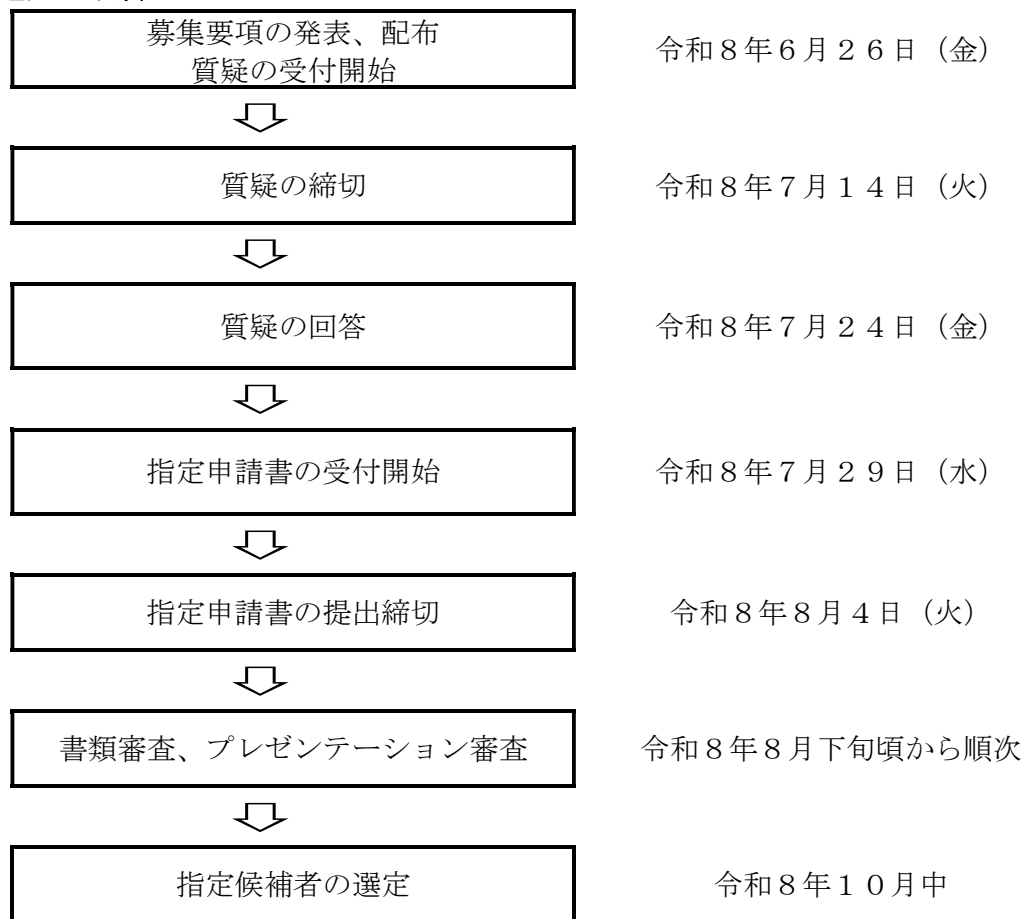 募集要項の発表、配布
質疑の受付開始
令和８年６月２６日（金）
質疑の締切
令和８年７月１４日（火）
質疑の回答
令和８年７月２４日（金）
指定申請書の受付開始
令和８年７月２９日（水）
指定申請書の提出締切
令和８年８月４日（火）
書類審査、プレゼンテーション審査
令和８年８月下旬頃から順次
指定候補者の選定
令和８年１０月中